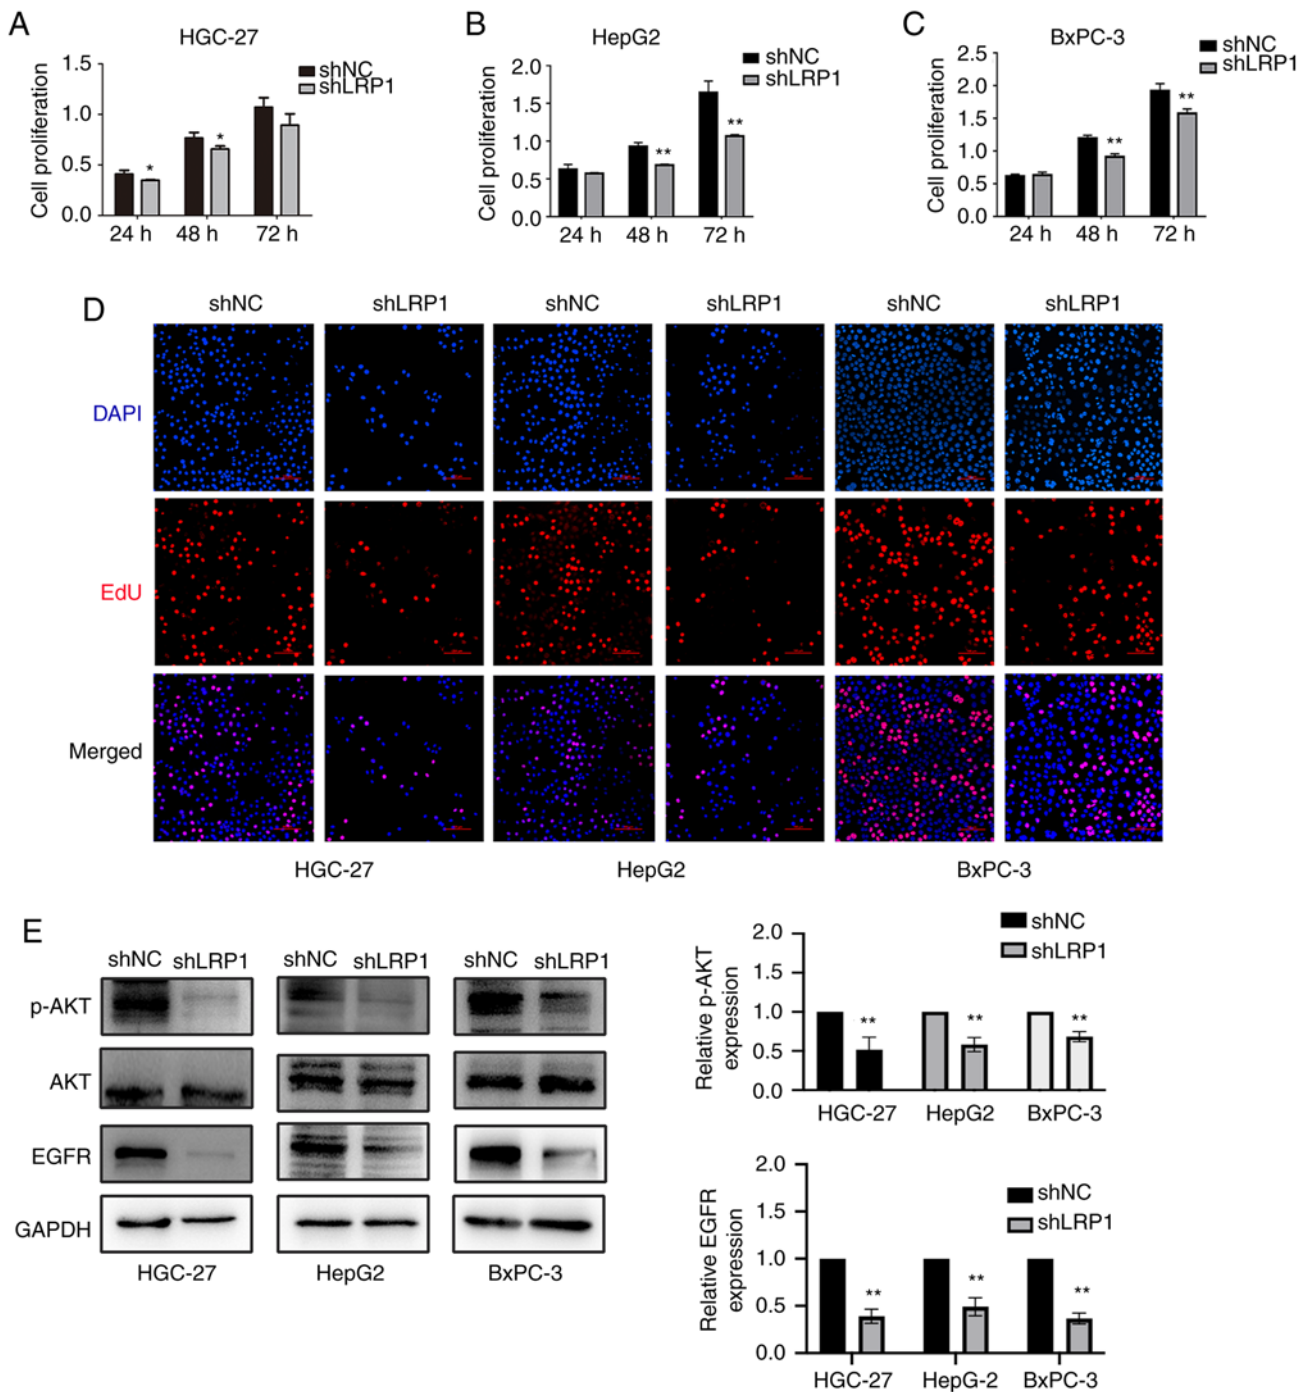 A
HGC-27
shNC
shLRP1
Cell proliferation
1.5
1.0
0.5
0.0
*
*
24 h 48 h 72 h
B
HepG2
shNC
shLRP1
Cell proliferation
2.0
1.5
1.0
0.5
0.0
**
**
24 h 48 h 72 h
C
BxPC-3
shNC
shLRP1
Cell proliferation
2.5
2.0
1.5
1.0
0.5
0.0
**
**
24 h 48 h 72 h
D
shNC shLRP1 shNC shLRP1 shNC shLRP1
DAPI
EdU
Merged
HGC-27 HepG2 BxPC-3
E
shNC shLRP1 shNC shLRP1 shNC shLRP1
p-AKT
AKT
EGFR
GAPDH
HGC-27 HepG2 BxPC-3
shNC
shLRP1
Relative p-AKT
expression
2.0
1.5
1.0
0.5
0.0
** ** **
HGC-27 HepG2 BxPC-3
shNC
shLRP1
Relative EGFR
expression
2.0
1.5
1.0
0.5
0.0
** ** **
HGC-27 HepG-2 BxPC-3